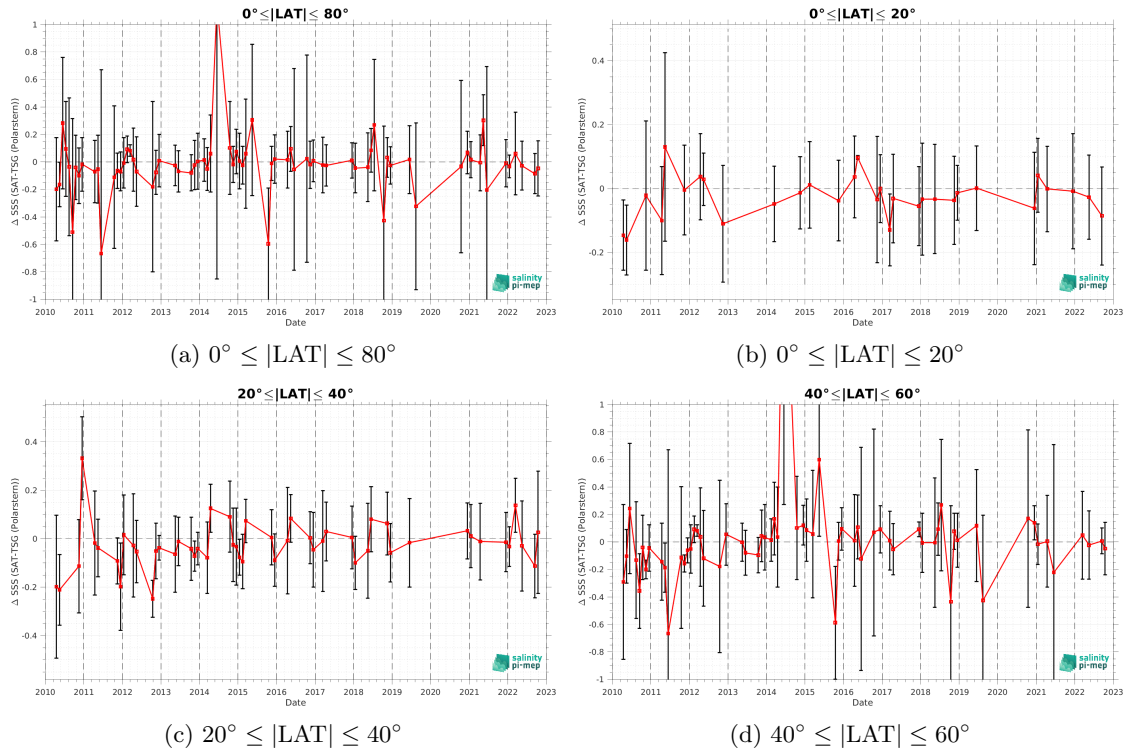 0°≤|LAT|≤ 80°
1
0.8
0.6
0.4
0.2
0
-0.2
-0.4
-0.6
-0.8
-1
Δ SSS (SAT-TSG (Polarstern))
2010 2011 2012 2013 2014 2015 2016 2017 2018 2019 2020 2021 2022 2023
Date
salinity
pi-mep
(a) 0° ≤ |LAT| ≤ 80°
0°≤|LAT|≤ 20°
0.4
0.2
0
-0.2
Δ SSS (SAT-TSG (Polarstern))
2010 2011 2012 2013 2014 2015 2016 2017 2018 2019 2020 2021 2022 2023
Date
salinity
pi-mep
(b) 0° ≤ |LAT| ≤ 20°
20°≤|LAT|≤ 40°
0.4
0.2
0
-0.2
-0.4
Δ SSS (SAT-TSG (Polarstern))
2010 2011 2012 2013 2014 2015 2016 2017 2018 2019 2020 2021 2022 2023
Date
salinity
pi-mep
(c) 20° ≤ |LAT| ≤ 40°
40°≤|LAT|≤ 60°
1
0.8
0.6
0.4
0.2
0
-0.2
-0.4
-0.6
-0.8
-1
Δ SSS (SAT-TSG (Polarstern))
2010 2011 2012 2013 2014 2015 2016 2017 2018 2019 2020 2021 2022 2023
Date
salinity
pi-mep
(d) 40° ≤ |LAT| ≤ 60°